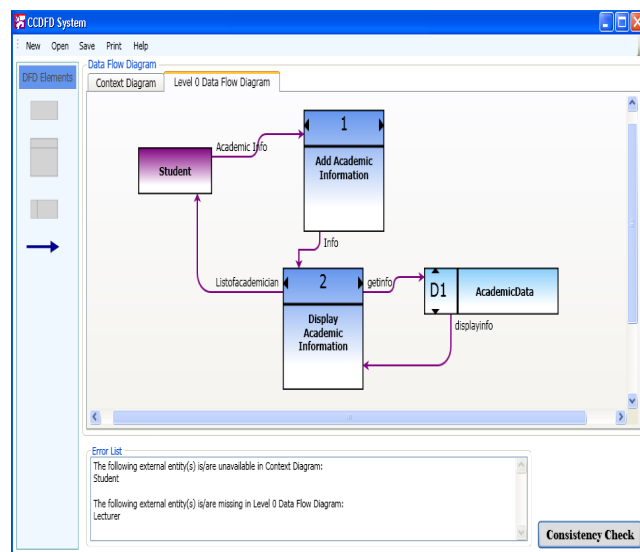 CCDFD System
New Open Save Print Help
DFD Elements
Data Flow Diagram
Context Diagram Level 0 Data Flow Diagram
1
Academic Info
Add Academic
Information
Student
Info
Listofacademician
2
getinfo
D1
AcademicData
Display
Academic
Information
displayinfo
Error List
The following external entity(s) is/are unavailable in Context Diagram:
Student
The following external entity(s) is/are missing in Level 0 Data Flow Diagram:
Lecturer
Consistency Check